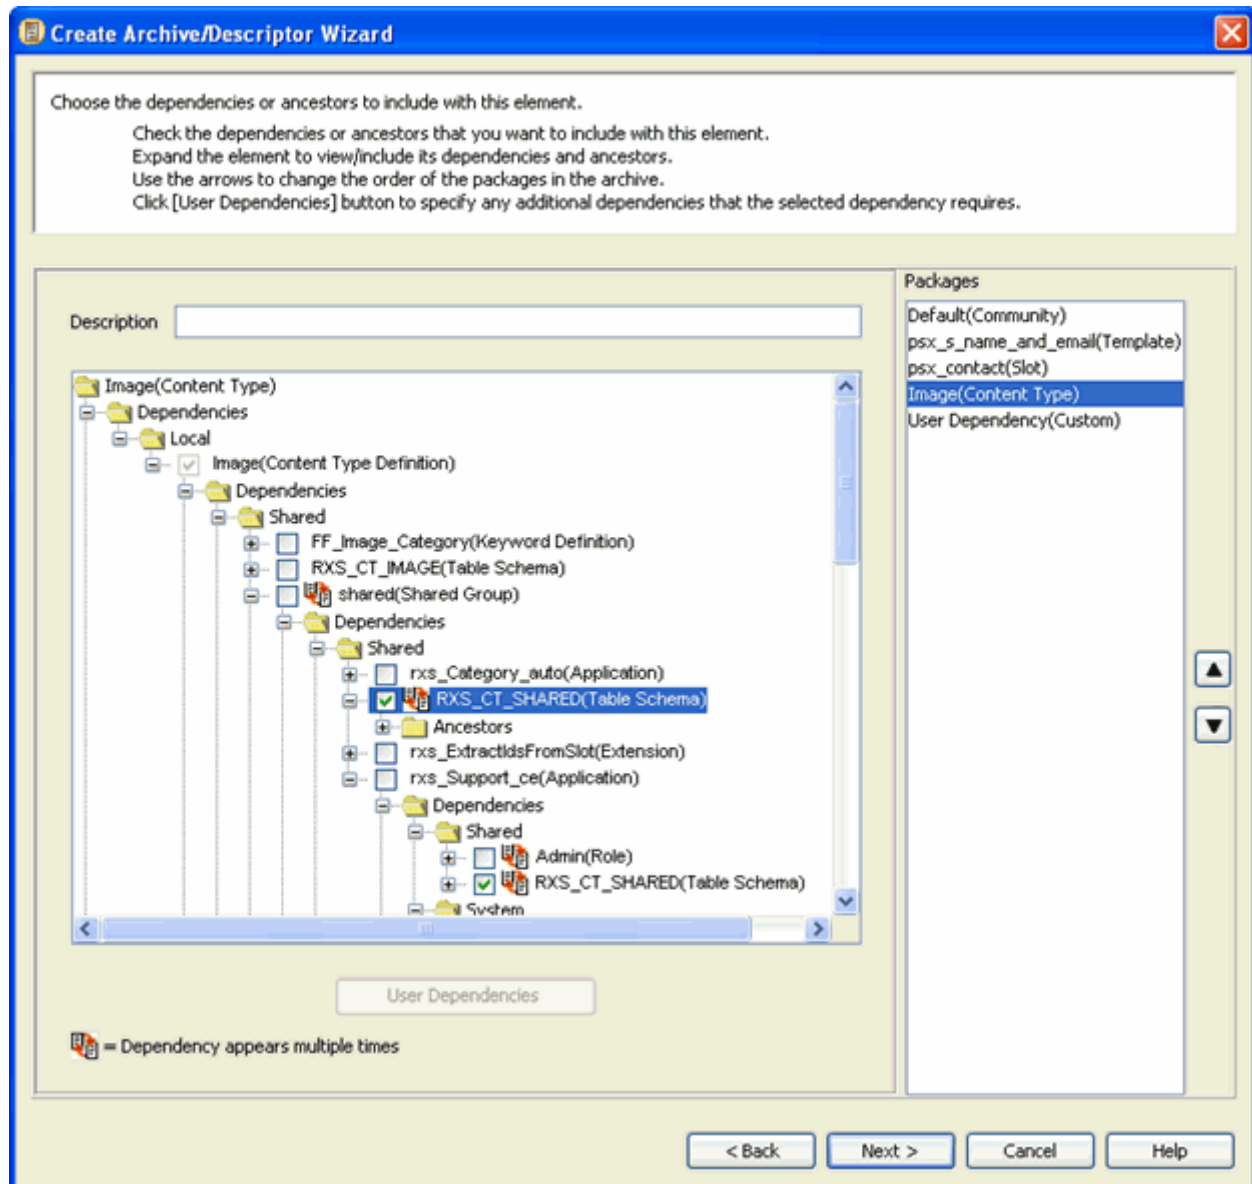 Create Archive/Descriptor Wizard
Choose the dependencies or ancestors to include with this element.
Check the dependencies or ancestors that you want to include with this element.
Expand the element to view/include its dependencies and ancestors.
Use the arrows to change the order of the packages in the archive.
Click [User Dependencies] button to specify any additional dependencies that the selected dependency requires.
Description
Image(Content Type)
Dependencies
Local
Image(Content Type Definition)
Dependencies
Shared
FF_Image_Category(Keyword Definition)
RXS_CT_IMAGE(Table Schema)
shared(Shared Group)
Dependencies
Shared
rxs_Category_auto(Application)
RXS_CT_SHARED(Table Schema)
Ancestors
rxs_ExtractIdsFromSlot(Extension)
rxs_Support_ce(Application)
Dependencies
Shared
Admin(Role)
RXS_CT_SHARED(Table Schema)
System
User Dependencies
= Dependency appears multiple times
Packages
Default(Community)
psx_s_name_and_email(Template)
psx_contact(Slot)
Image(Content Type)
User Dependency(Custom)
< Back
Next >
Cancel
Help